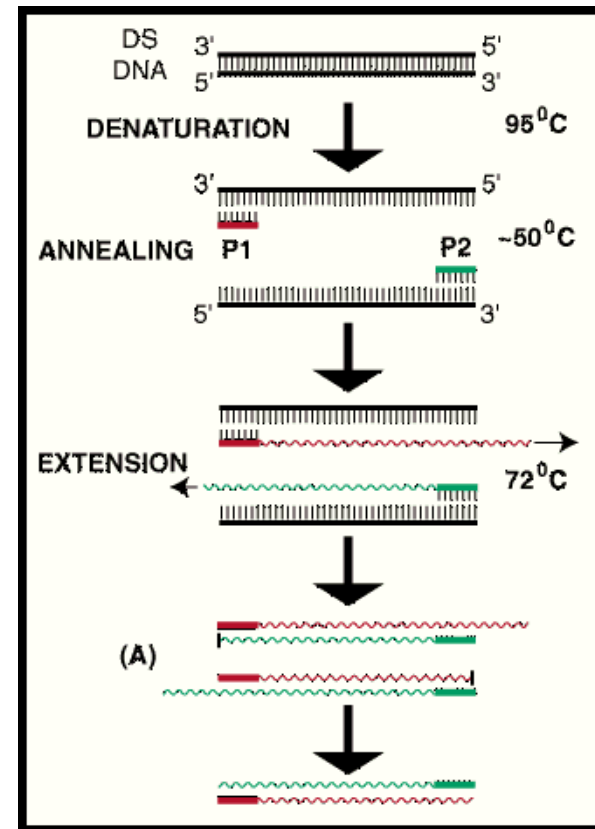 DS 3' 5'
DNA 5' 3'
DENATURATION 95⁰C
3' 5'
ANNEALING P1 P2 ~50⁰C
5' 3'
EXTENSION 72⁰C
(A)